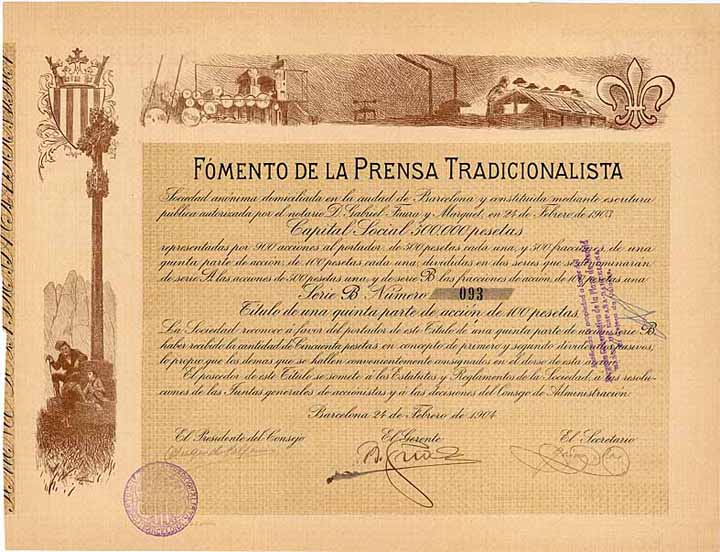 FÓMENTO DE LA PRENSA TRADICIONALISTA
Sociedad anónima domiciliada en la ciudad de Barcelona y constituida mediante escritura
pública autorizada por el notario D. Gabriel Faura y Morquet, en 24 de Febrero de 1903
Capital Social 500.000 pesetas
representadas por 900 acciones al portador, de 500 pesetas cada una, y 500 fracciones de una
quinta parte de acción, de 100 pesetas cada una, divididas en dos series que se denominarán
de serie A las acciones de 500 pesetas una, y de serie B las fracciones de acción, de 100 pesetas una
Serie B. Número 093
Título de una quinta parte de acción de 100 pesetas
La Sociedad reconoce a favor del portador de este Título de una quinta parte de acción serie B,
haber recibido la cantidad de Cincuenta pesetas en concepto de primero y segundo dividendos pasivos,
lo propio que los demás que se hallen convenientemente consignados en el dorso de esta
El poseedor de este Título se somete á los Estatutos y Reglamentos de la Sociedad, a las resolu-
ciones de las Juntas generales de accionistas y á las decisiones del Consejo de Administración
Barcelona 24 de Febrero de 1904
El Presidente del Consejo El Gerente El Secretario